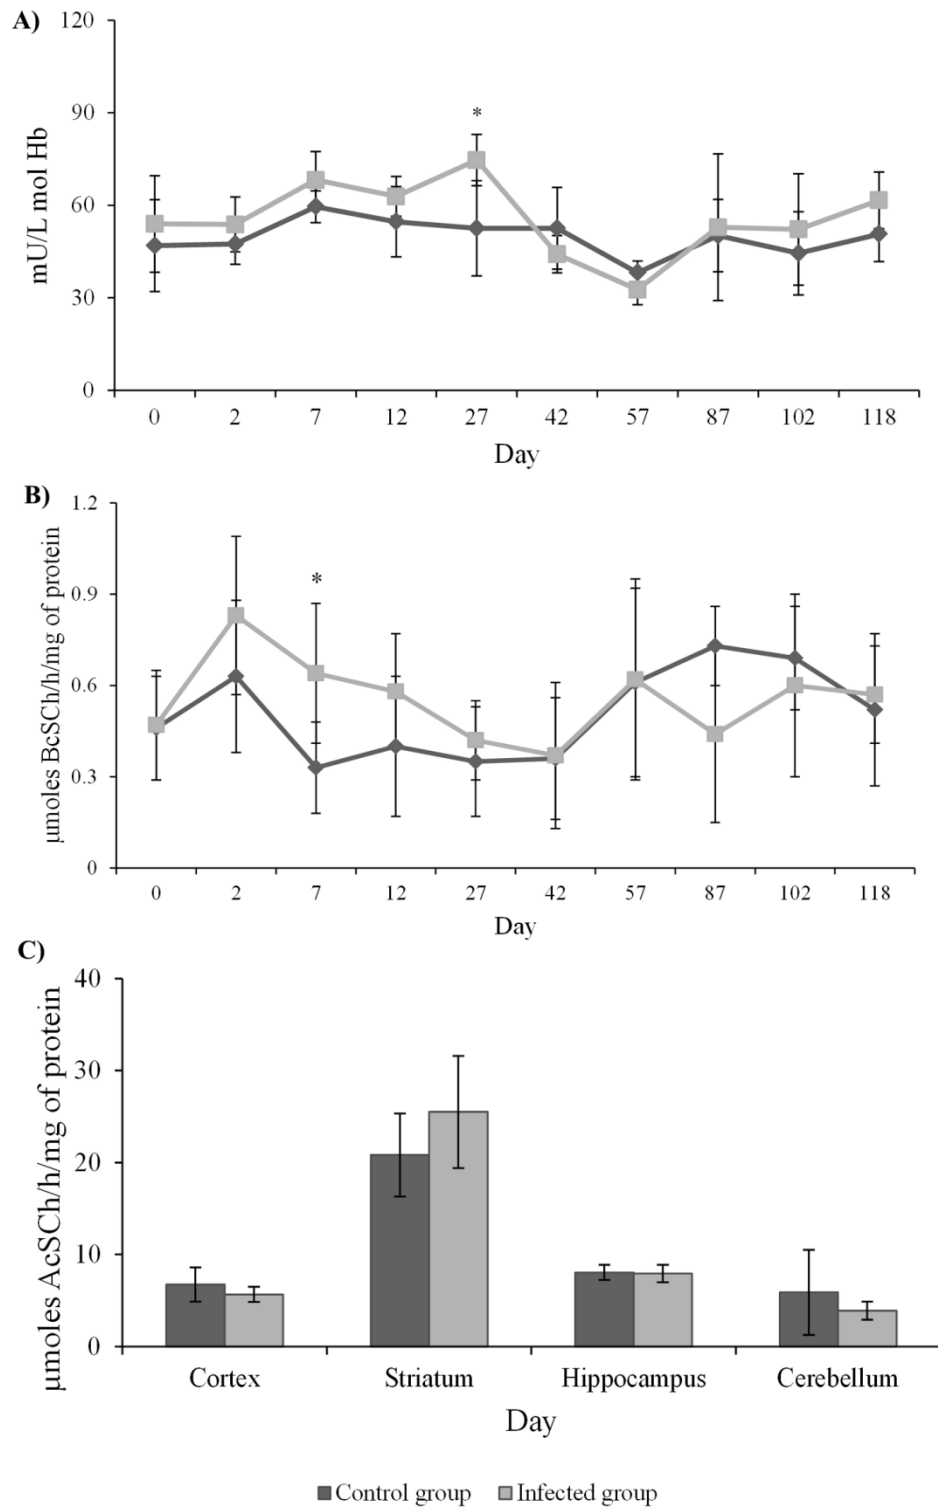 A)
120
90
60
30
0
mU/L mol Hb
*
0 2 7 12 27 42 57 87 102 118
Day
B)
1.2
0.9
0.6
0.3
0
µmoles BcSCh/h/mg of protein
*
0 2 7 12 27 42 57 87 102 118
Day
C)
40
30
20
10
0
µmoles AcSCh/h/mg of protein
Cortex Striatum Hippocampus Cerebellum
Day
Control group Infected group